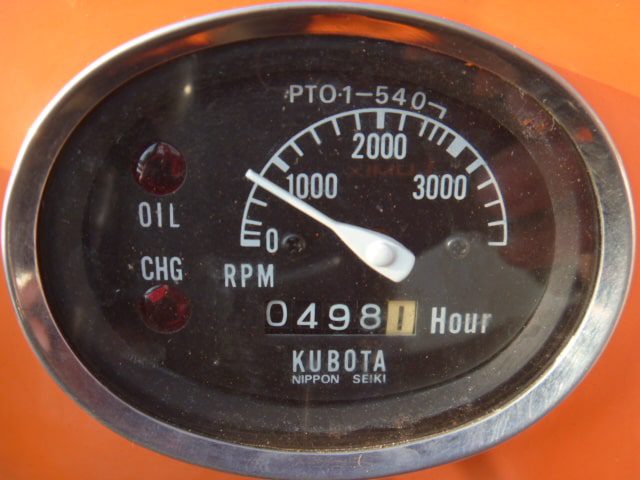 PTO·1-540
2000
1000
3000
0
OIL
CHG
RPM
04981 Hour
KUBOTA
NIPPON SEIKI